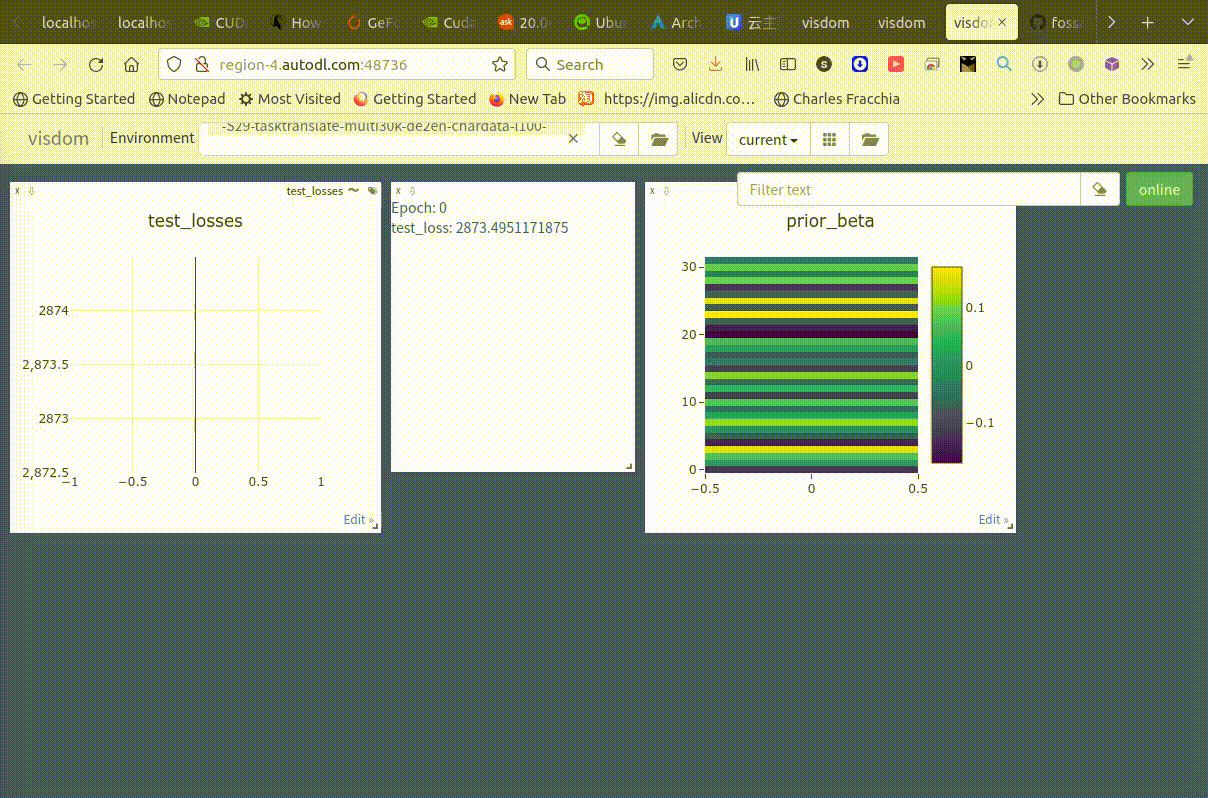 localhos localhos CUD How GeFo Cuda 20.0 Ubu Arch 云主 visdom visdom visdo × foss
region-4.autodl.com:48736 Search
Getting Started Notepad Most Visited Getting Started New Tab https://img.alicdn.co… Charles Fracchia Other Bookmarks
visdom Environment -S29-tasktranslate-multi30k-de2en-chardata-l100- × View current
Filter text online
x test_losses
test_losses
2874
2,873.5
2873
2,872.5
−1 −0.5 0 0.5 1
Edit »
x
Epoch: 0
test_loss: 2873.4951171875
x
prior_beta
30
20
10
0
−0.5 0 0.5
0.1
0
−0.1
Edit »